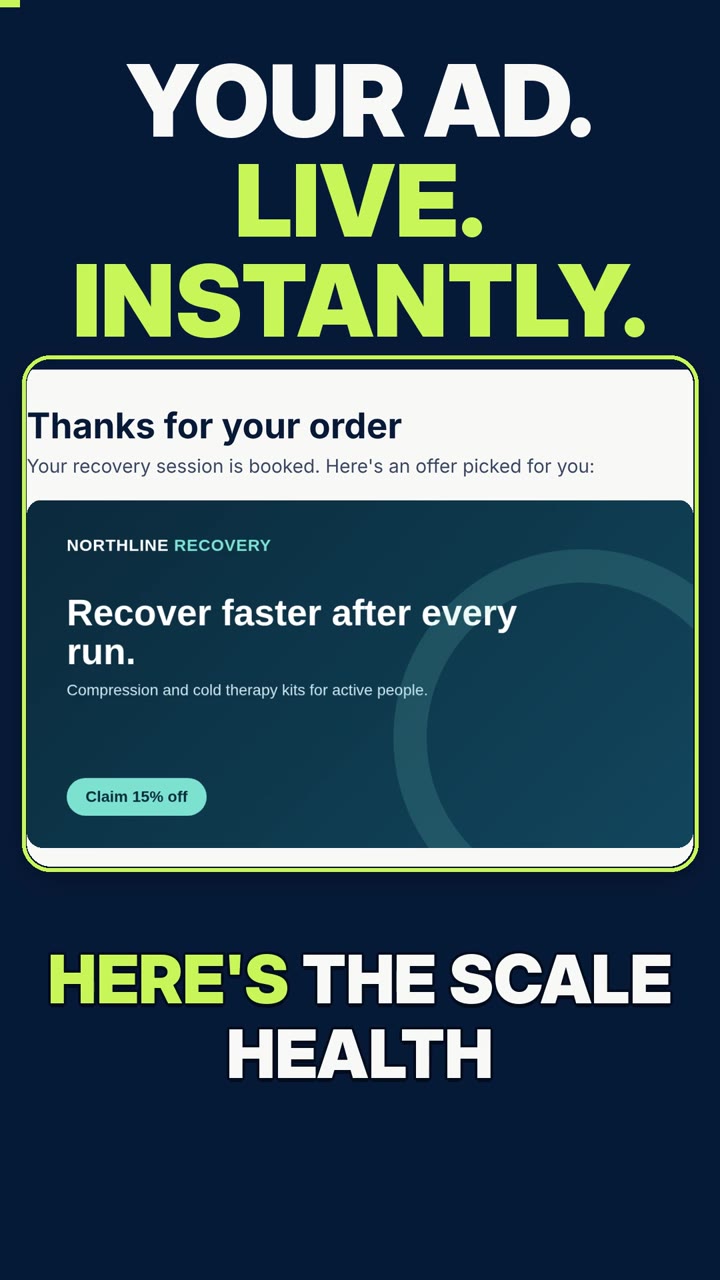 YOUR AD.
LIVE.
INSTANTLY.
Thanks for your order
Your recovery session is booked. Here's an offer picked for you:
NORTHLINE RECOVERY
Recover faster after every
run.
Compression and cold therapy kits for active people.
Claim 15% off
HERE'S THE SCALE
HEALTH